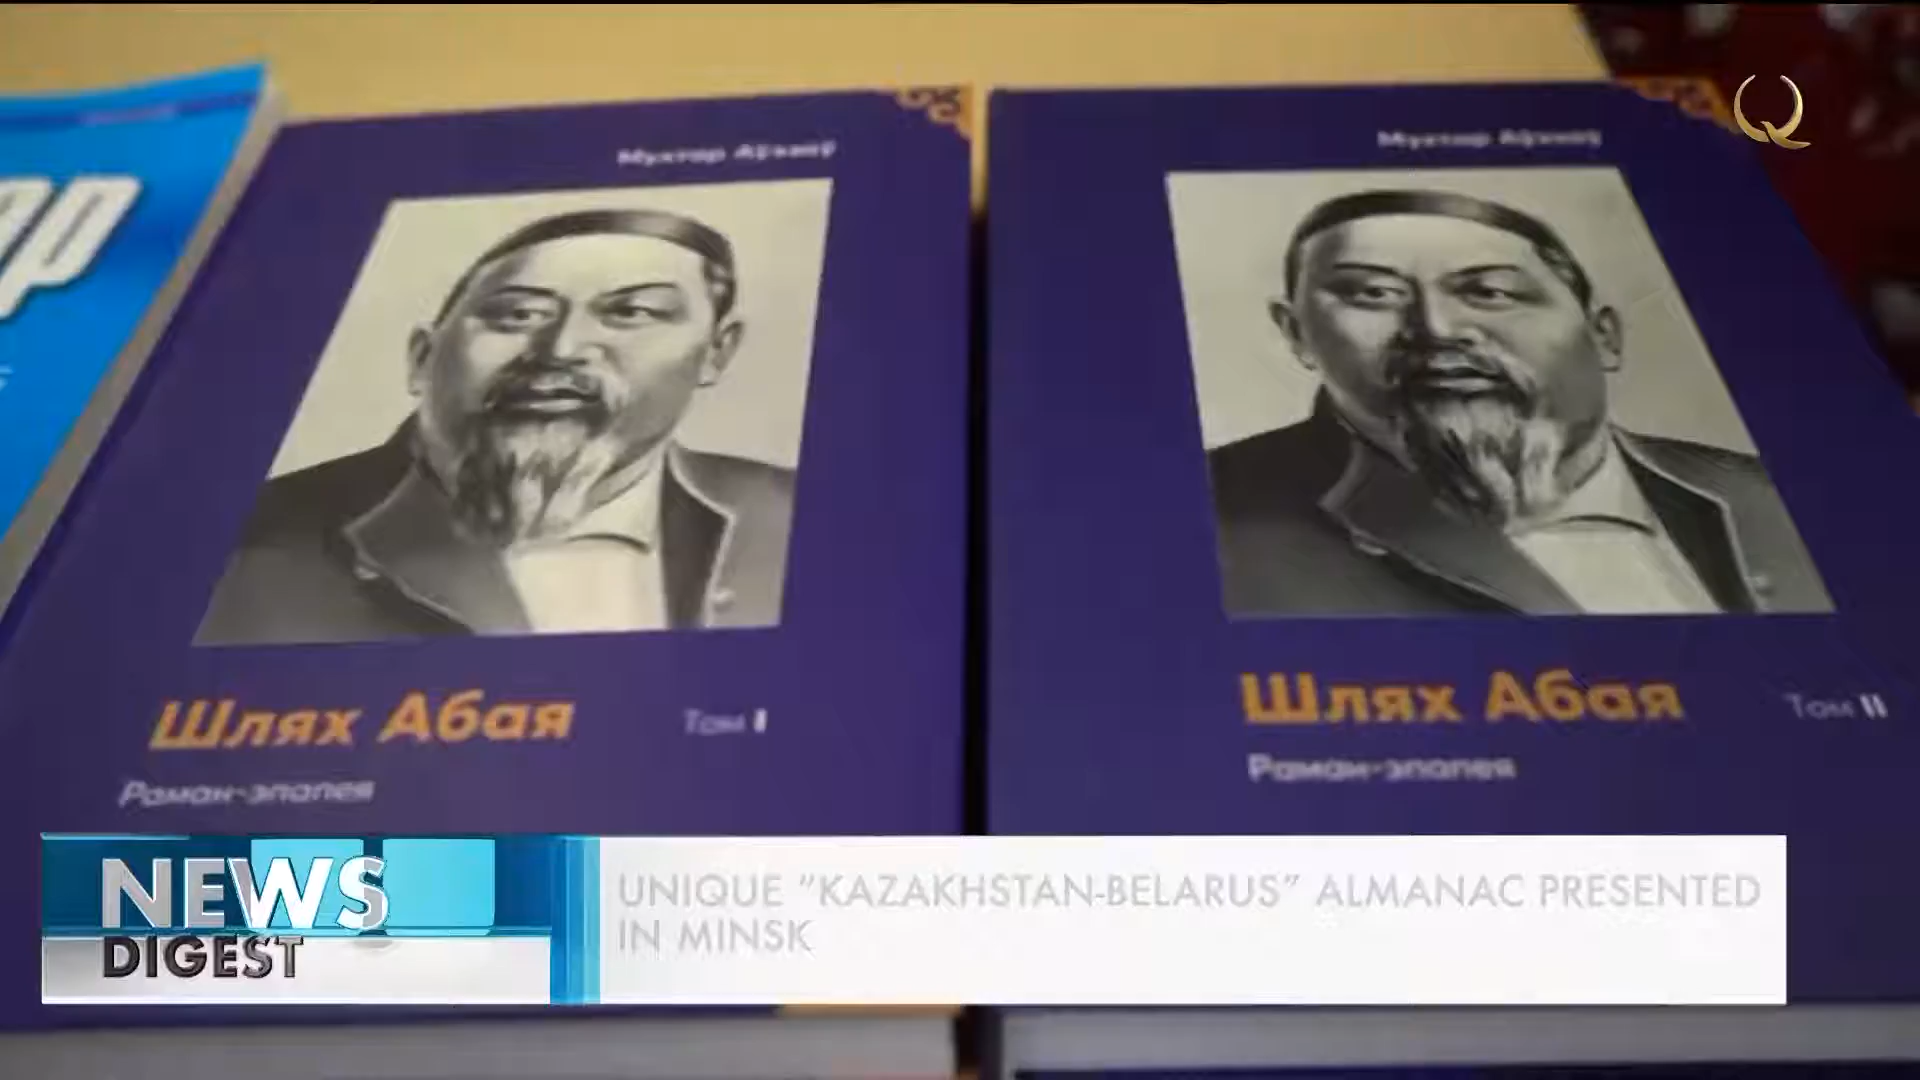 Мухтар Аўэзаў
Мухтар Аўэзаў
Шлях Абая
Том I
Раман-эпапея
Шлях Абая
Том II
Раман-эпапея
NEWS
DIGEST
UNIQUE “KAZAKHSTAN-BELARUS” ALMANAC PRESENTED
IN MINSK